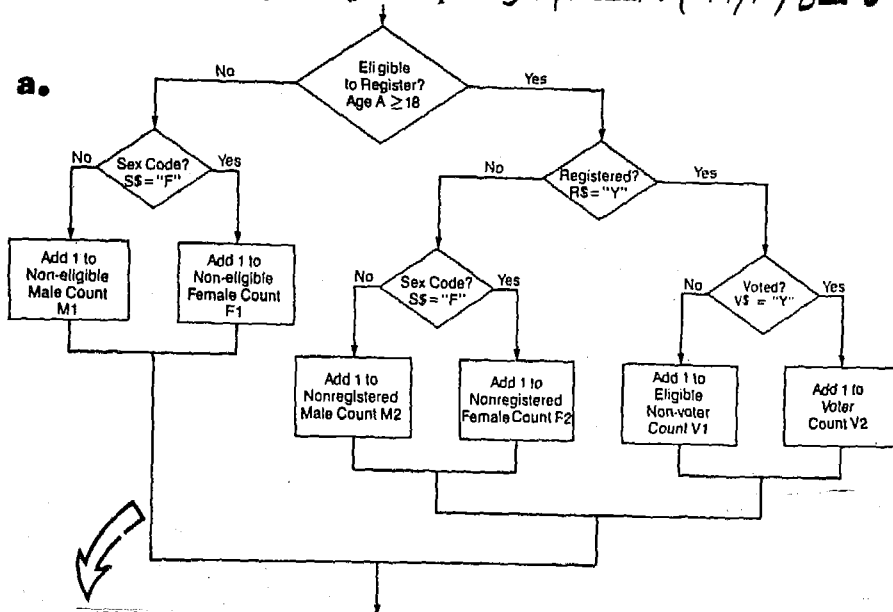 a.
Eligible
to Register?
Age A ≥ 18
No
Yes
Sex Code?
S$ = "F"
No
Yes
Registered?
R$ = "Y"
No
Yes
Add 1 to
Non-eligible
Male Count
M1
Add 1 to
Non-eligible
Female Count
F1
Sex Code?
S$ = "F"
No
Yes
Voted?
V$ = "Y"
No
Yes
Add 1 to
Nonregistered
Male Count M2
Add 1 to
Nonregistered
Female Count F2
Add 1 to
Eligible
Non-voter
Count V1
Add 1 to
Voter
Count V2